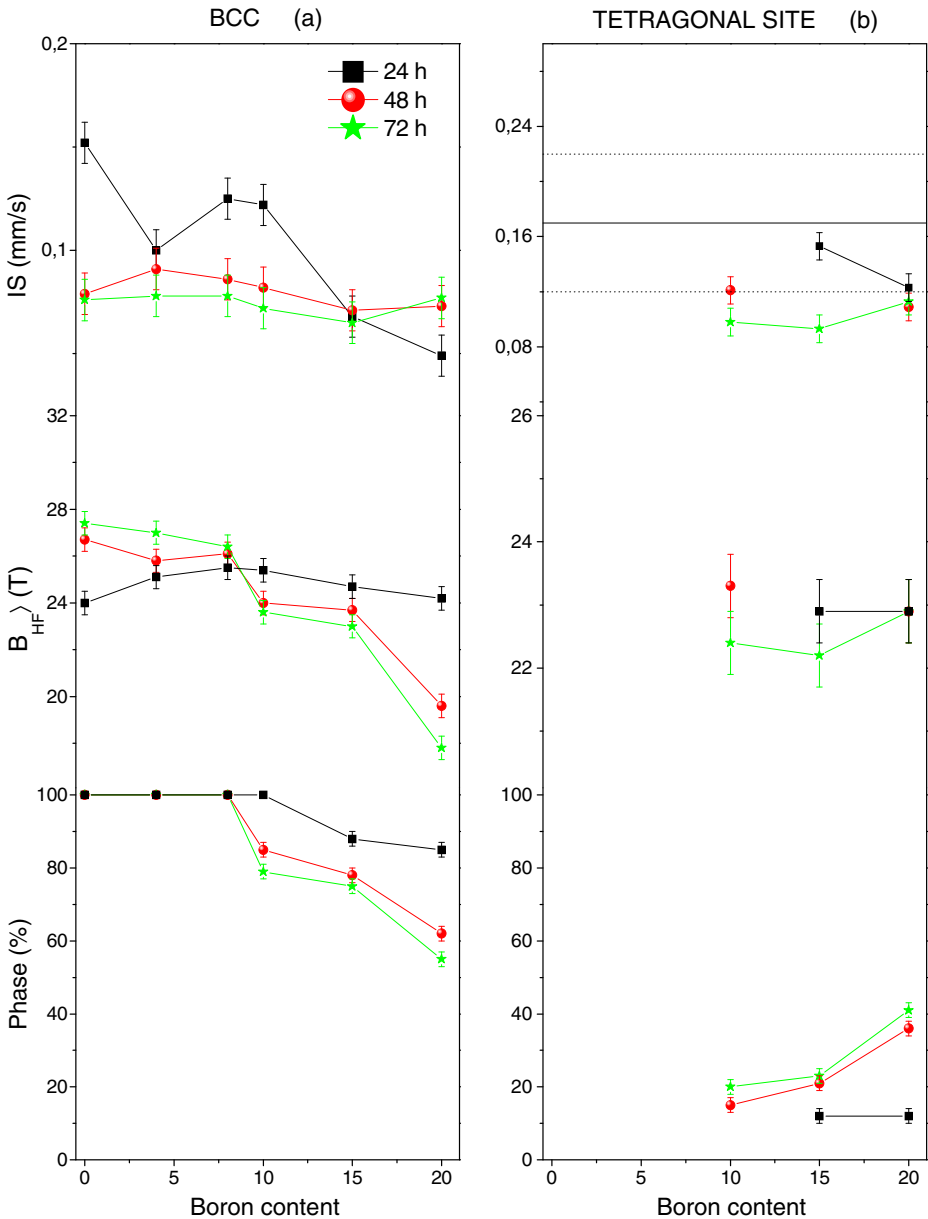 BCC (a)
TETRAGONAL SITE (b)
24 h
48 h
72 h
IS (mm/s)
0,2
0,1
B_HF⟩ (T)
32
28
24
20
Phase (%)
100
80
60
40
20
0
0 5 10 15 20
Boron content
0,24
0,16
0,08
26
24
22
100
80
60
40
20
0
0 5 10 15 20
Boron content